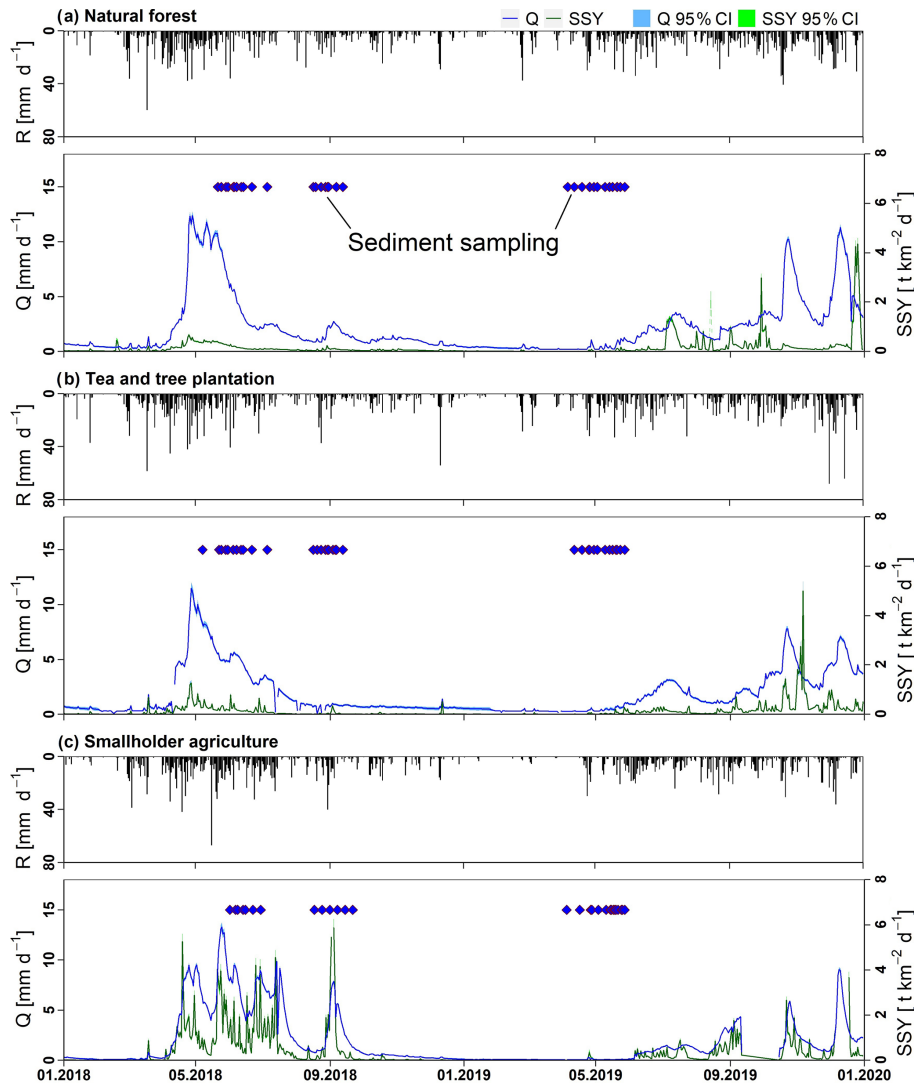 (a) Natural forest
Q SSY Q 95% CI SSY 95% CI
0
40
80
R [mm d⁻¹]
15
10
5
0
Q [mm d⁻¹]
8
6
4
2
0
SSY [ t km⁻² d⁻¹]
Sediment sampling
(b) Tea and tree plantation
0
40
80
R [mm d⁻¹]
15
10
5
0
Q [mm d⁻¹]
8
6
4
2
0
SSY [ t km⁻² d⁻¹]
(c) Smallholder agriculture
0
40
80
R [mm d⁻¹]
15
10
5
0
Q [mm d⁻¹]
8
6
4
2
0
SSY [ t km⁻² d⁻¹]
01.2018 05.2018 09.2018 01.2019 05.2019 09.2019 01.2020